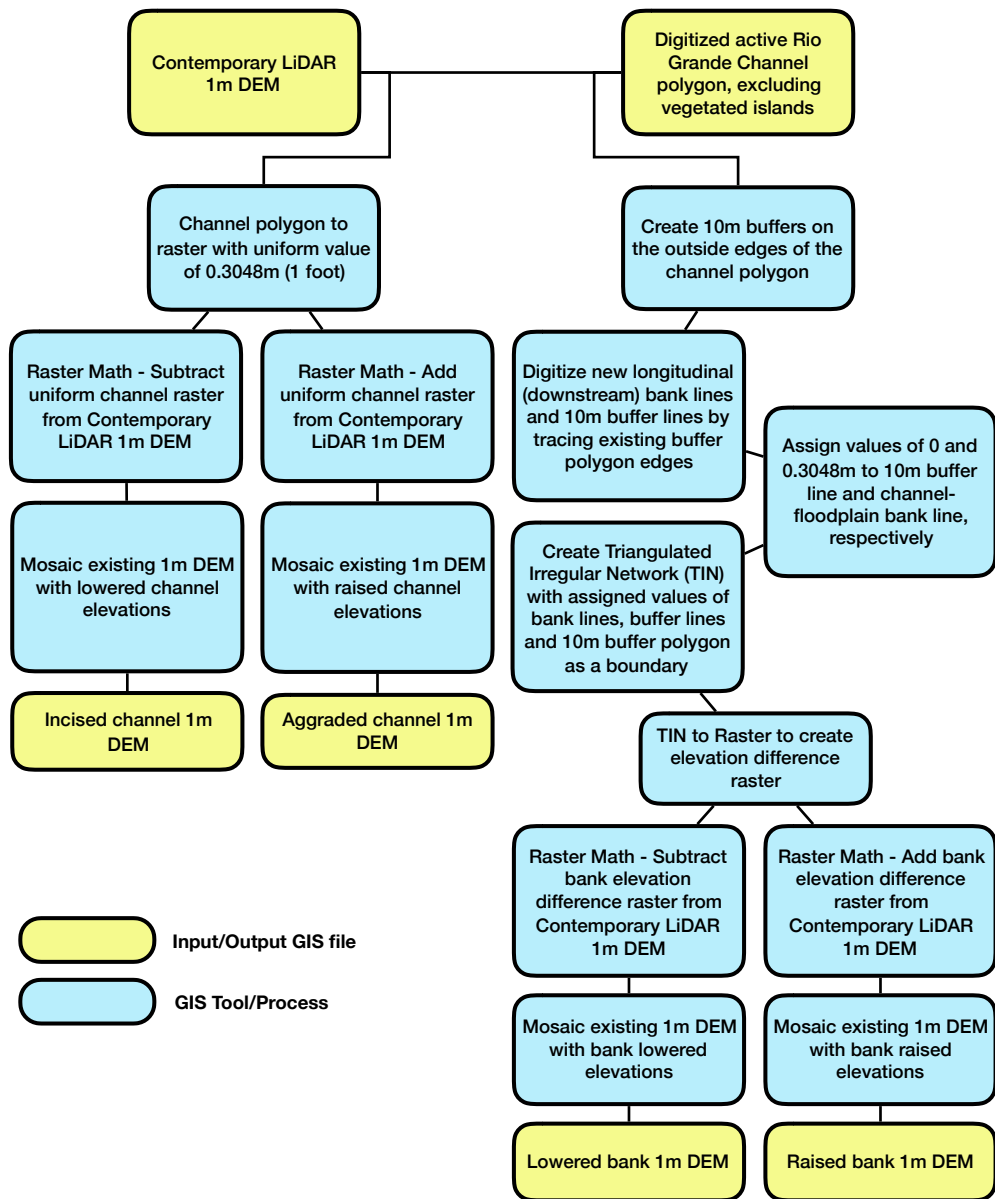 Contemporary LiDAR
1m DEM
Digitized active Rio
Grande Channel
polygon, excluding
vegetated islands
Channel polygon to
raster with uniform value
of 0.3048m (1 foot)
Create 10m buffers on
the outside edges of the
channel polygon
Raster Math - Subtract
uniform channel raster
from Contemporary
LiDAR 1m DEM
Raster Math - Add
uniform channel raster
from Contemporary
LiDAR 1m DEM
Digitize new longitudinal
(downstream) bank lines
and 10m buffer lines by
tracing existing buffer
polygon edges
Assign values of 0 and
0.3048m to 10m buffer
line and channel-
floodplain bank line,
respectively
Mosaic existing 1m DEM
with lowered channel
elevations
Mosaic existing 1m DEM
with raised channel
elevations
Create Triangulated
Irregular Network (TIN)
with assigned values of
bank lines, buffer lines
and 10m buffer polygon
as a boundary
Incised channel 1m
DEM
Aggraded channel 1m
DEM
TIN to Raster to create
elevation difference
raster
Raster Math - Subtract
bank elevation
difference raster from
Contemporary LiDAR
1m DEM
Raster Math - Add bank
elevation difference
raster from
Contemporary LiDAR
1m DEM
Input/Output GIS file
GIS Tool/Process
Mosaic existing 1m DEM
with bank lowered
elevations
Mosaic existing 1m DEM
with bank raised
elevations
Lowered bank 1m DEM
Raised bank 1m DEM